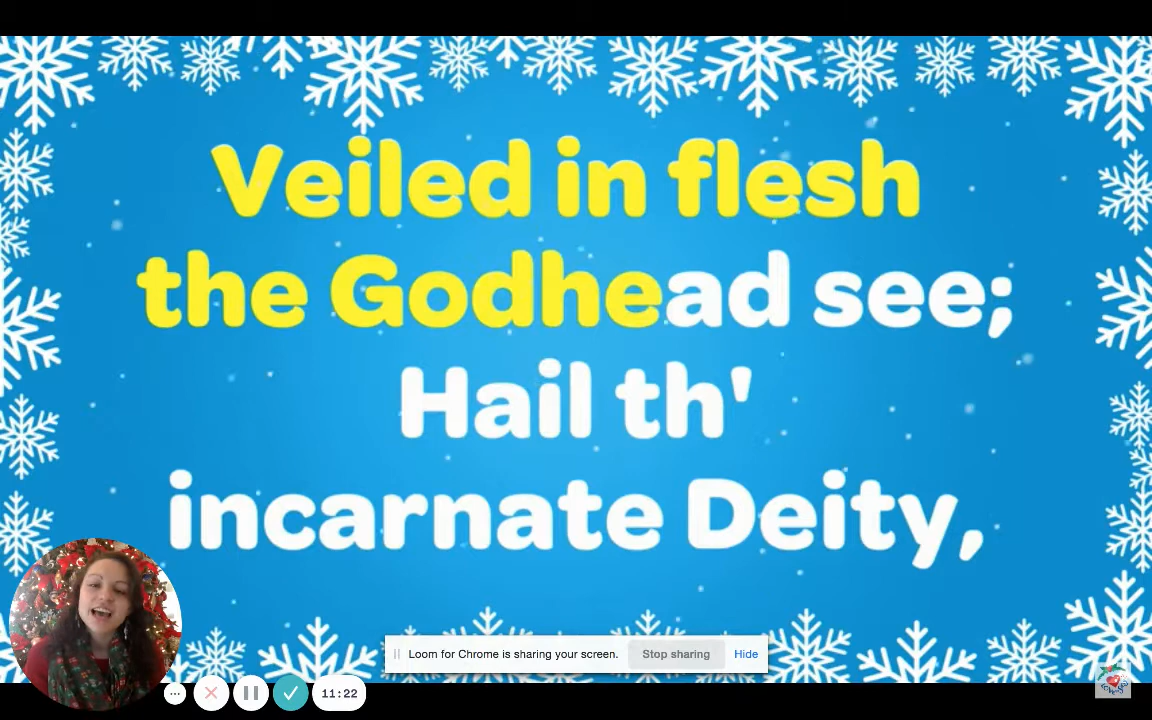 Veiled in flesh
the Godhead see;
Hail th'
incarnate Deity,
Loom for Chrome is sharing your screen. Stop sharing Hide
11:22